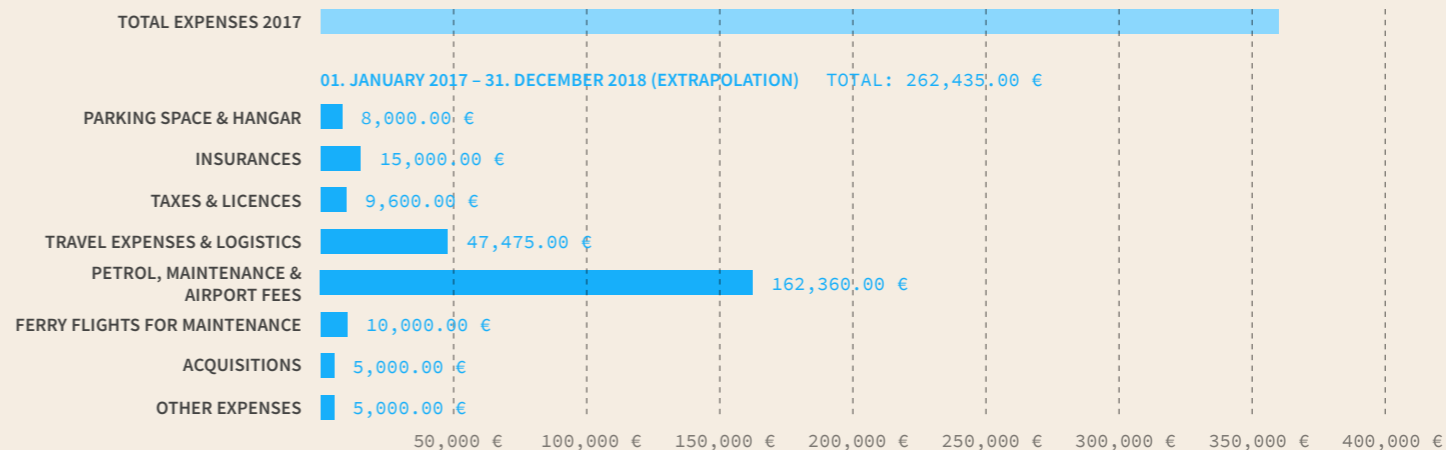 TOTAL EXPENSES 2017
01. JANUARY 2017 – 31. DECEMBER 2018 (EXTRAPOLATION) TOTAL: 262,435.00 €
PARKING SPACE & HANGAR 8,000.00 €
INSURANCES 15,000.00 €
TAXES & LICENCES 9,600.00 €
TRAVEL EXPENSES & LOGISTICS 47,475.00 €
PETROL, MAINTENANCE &
AIRPORT FEES 162,360.00 €
FERRY FLIGHTS FOR MAINTENANCE 10,000.00 €
ACQUISITIONS 5,000.00 €
OTHER EXPENSES 5,000.00 €
50,000 € 100,000 € 150,000 € 200,000 € 250,000 € 300,000 € 350,000 € 400,000 €